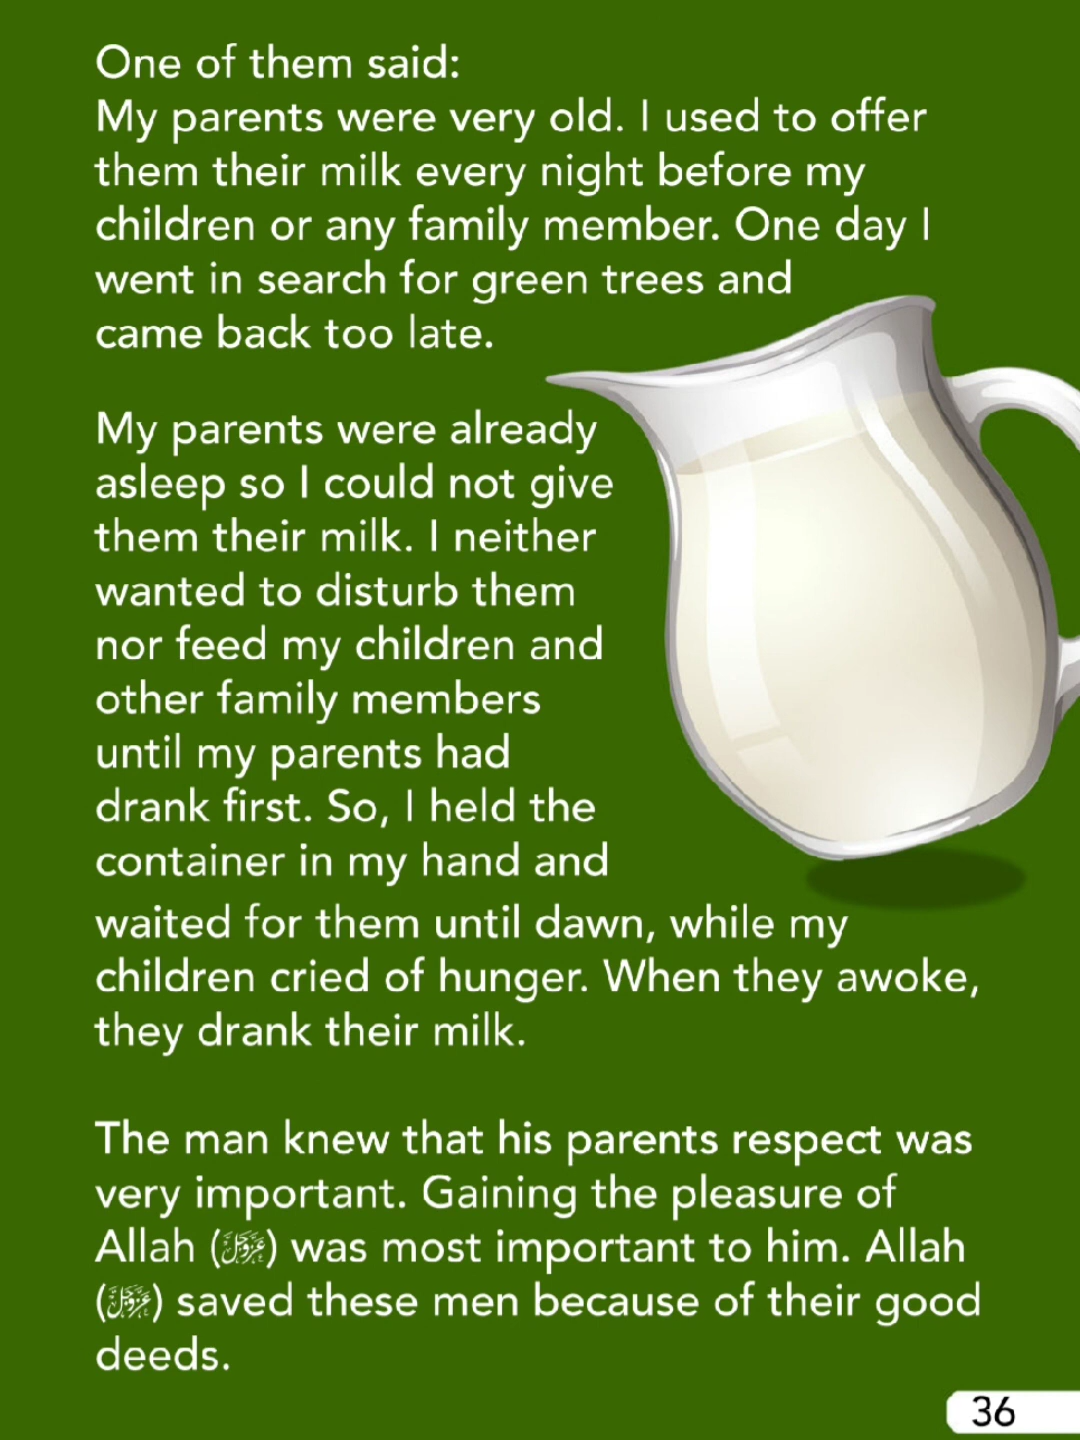 One of them said:
My parents were very old. I used to offer
them their milk every night before my
children or any family member. One day I
went in search for green trees and
came back too late.
My parents were already
asleep so I could not give
them their milk. I neither
wanted to disturb them
nor feed my children and
other family members
until my parents had
drank first. So, I held the
container in my hand and
waited for them until dawn, while my
children cried of hunger. When they awoke,
they drank their milk.
The man knew that his parents respect was
very important. Gaining the pleasure of
Allah (عَزَّوَجَلَّ) was most important to him. Allah
(عَزَّوَجَلَّ) saved these men because of their good
deeds.
36